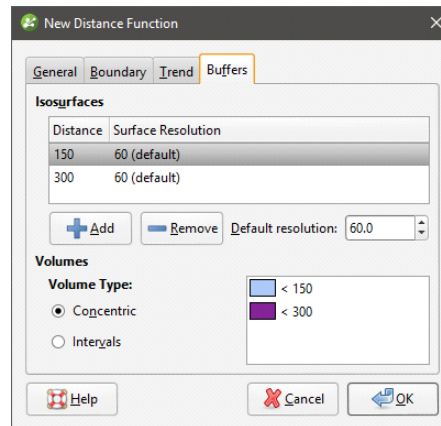 New Distance Function
General Boundary Trend Buffers
Isosurfaces
Distance Surface Resolution
150 60 (default)
300 60 (default)
Add Remove Default resolution: 60.0
Volumes
Volume Type:
Concentric
Intervals
< 150
< 300
Help Cancel OK